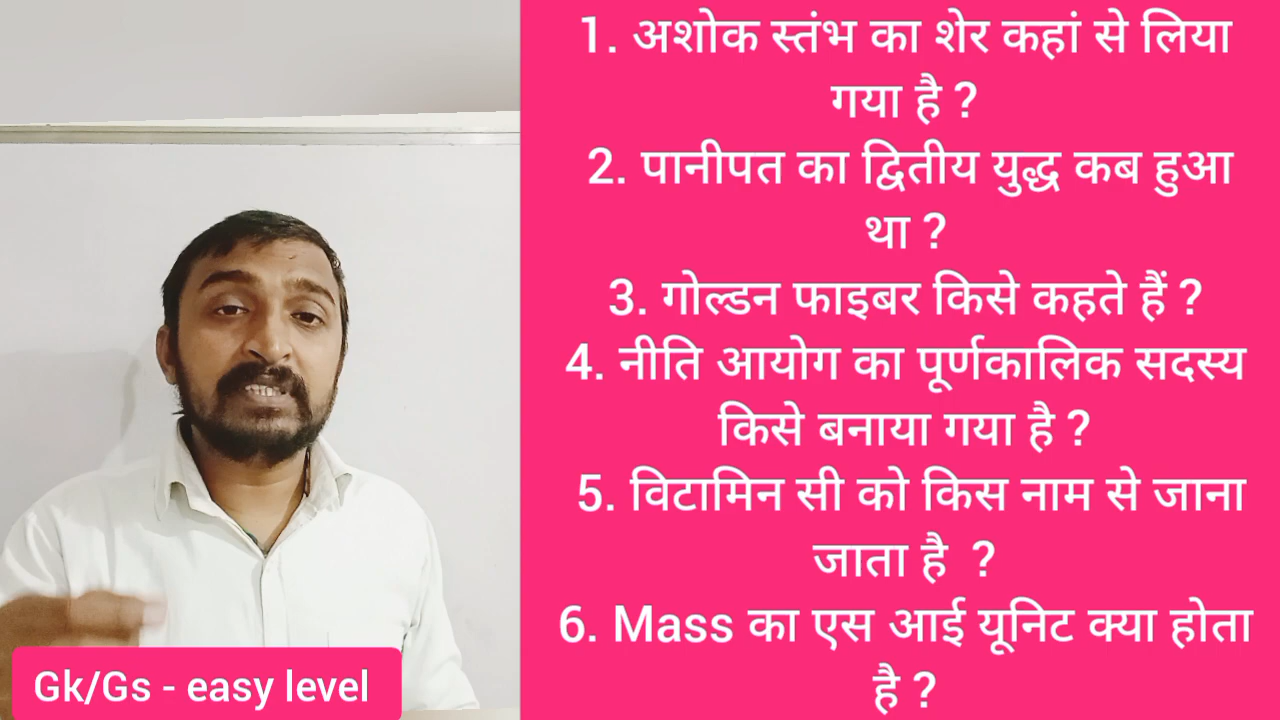 1. अशोक स्तंभ का शेर कहां से लिया
गया है ?
2. पानीपत का द्वितीय युद्ध कब हुआ
था ?
3. गोल्डन फाइबर किसे कहते हैं ?
4. नीति आयोग का पूर्णकालिक सदस्य
किसे बनाया गया है ?
5. विटामिन सी को किस नाम से जाना
जाता है ?
6. Mass का एस आई यूनिट क्या होता
है ?
Gk/Gs - easy level